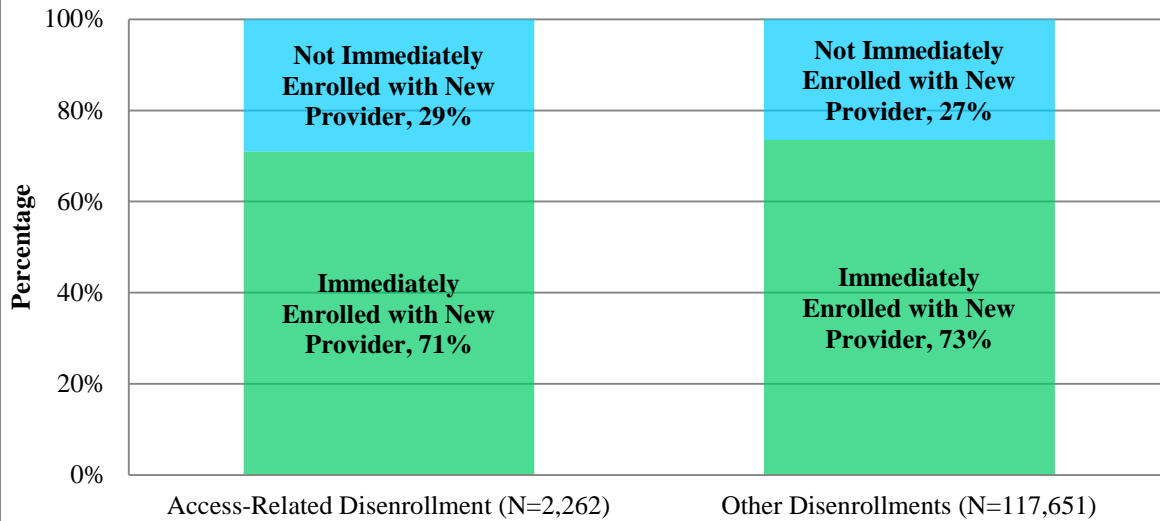 100%
80%
60%
40%
20%
0%
Percentage
Not Immediately
Enrolled with New
Provider, 29%
Immediately
Enrolled with New
Provider, 71%
Not Immediately
Enrolled with New
Provider, 27%
Immediately
Enrolled with New
Provider, 73%
Access-Related Disenrollment (N=2,262)
Other Disenrollments (N=117,651)